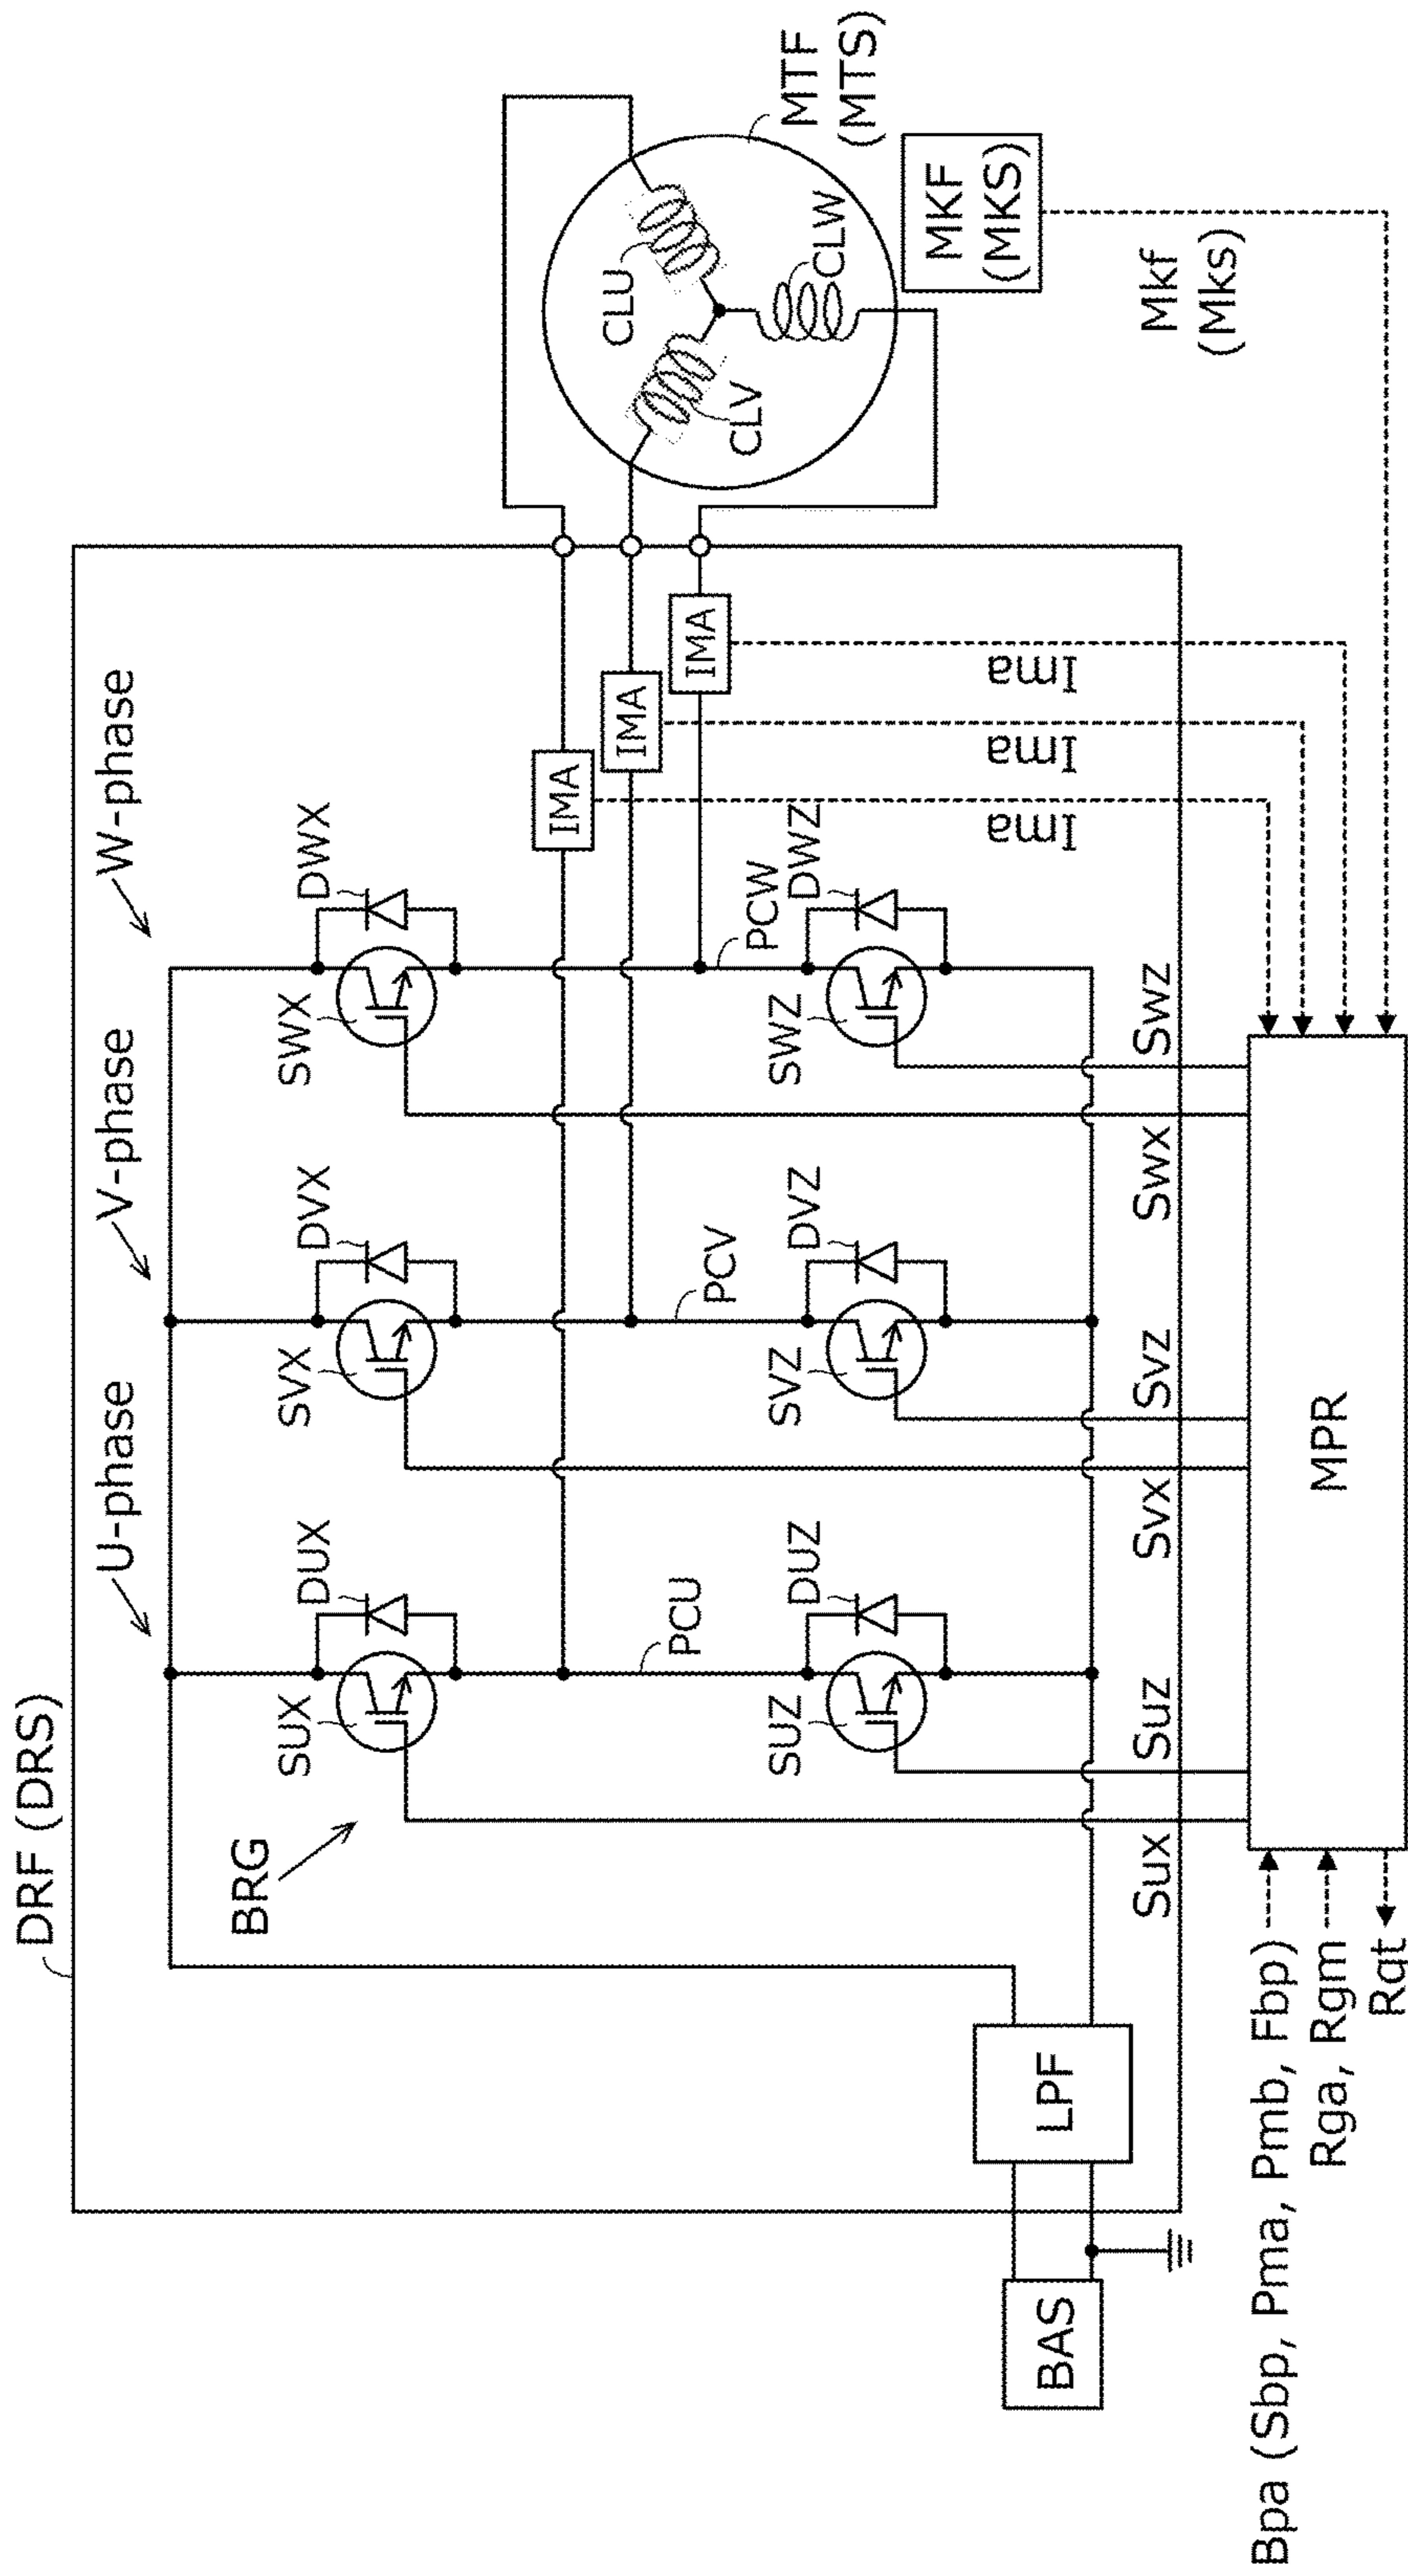 DRF (DRS)
U-phase
V-phase
W-phase
BRG
SUX
DUX
SVX
DVX
SWX
DWX
IMA
IMA
IMA
PCU
PCV
PCW
SUZ
DUZ
SVZ
DVZ
SWZ
DWZ
CLU
CLV
CLW
MTF
(MTS)
MKF
(MKS)
Mkf
(Mks)
Ima
Ima
Ima
BAS
LPF
Sux
Suz
Svx
Svz
Swx
Swz
MPR
Bpa (Sbp, Pma, Pmb, Fbp)
Rga, Rgm
Rqt